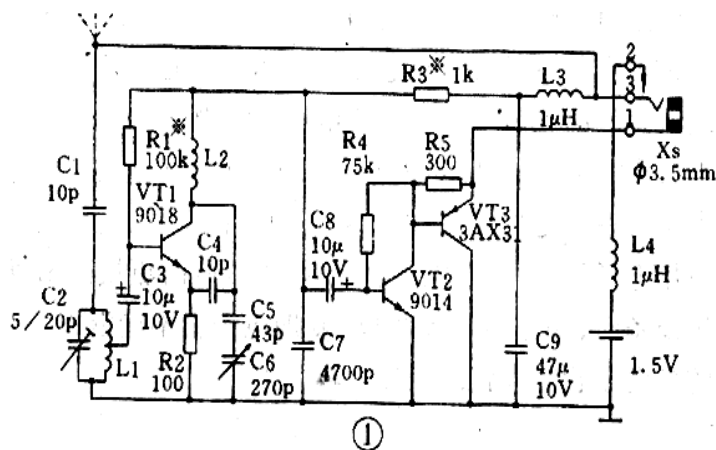 R3※ 1k
L3
1μH
2
3
1
Xs
ϕ3.5mm
R1※
100k
L2
R4
75k
R5
300
C1
10p
VT1
9018
VT3
3AX31
C8
10μ
10V
C4
10p
L4
1μH
C3
10μ
10V
VT2
9014
C2
5/20p
C5
43p
R2
100
C6
270p
C7
4700p
C9
47μ
10V
1.5V
L1
①